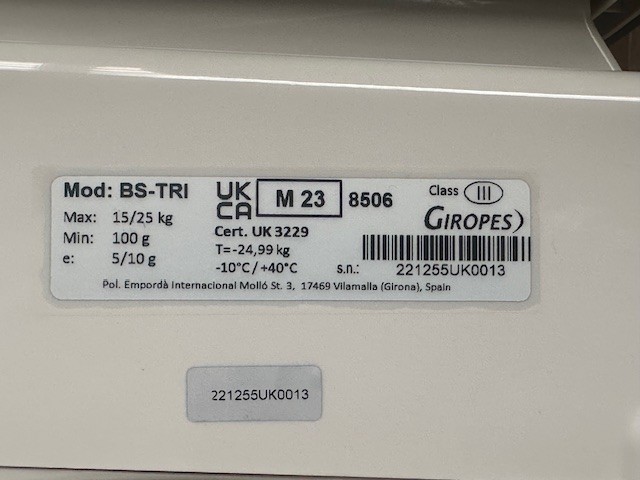 Mod: BS-TRI UK CA M 23 8506 Class III
Max: 15/25 kg GIROPES
Min: 100 g Cert. UK 3229
e: 5/10 g T=-24,99 kg
-10°C/+40°C s.n.: 221255UK0013
Pol. Empordà Internacional Molló St. 3, 17469 Vilamalla (Girona), Spain
221255UK0013